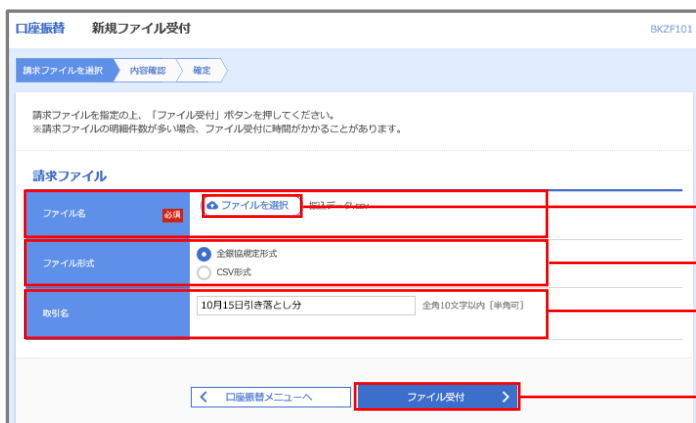 口座振替 新規ファイル受付 BKZF101
請求ファイルを選択 内容確認 確定
請求ファイルを指定の上、「ファイル受付」ボタンを押してください。
※請求ファイルの明細件数が多い場合、ファイル受付に時間がかかることがあります。
請求ファイル
ファイル名 必須 ファイルを選択 振込データ.csv
ファイル形式 全銀協規定形式
CSV形式
取引名 10月15日引き落とし分 全角10文字以内［半角可］
口座振替メニューへ ファイル受付